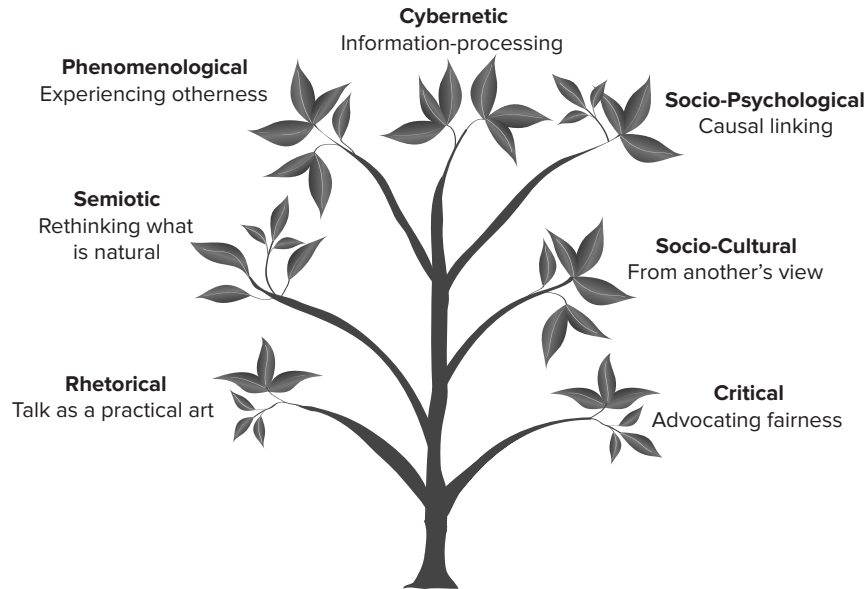 Cybernetic
Information-processing
Phenomenological
Experiencing otherness
Socio-Psychological
Causal linking
Semiotic
Rethinking what
is natural
Socio-Cultural
From another’s view
Rhetorical
Talk as a practical art
Critical
Advocating fairness